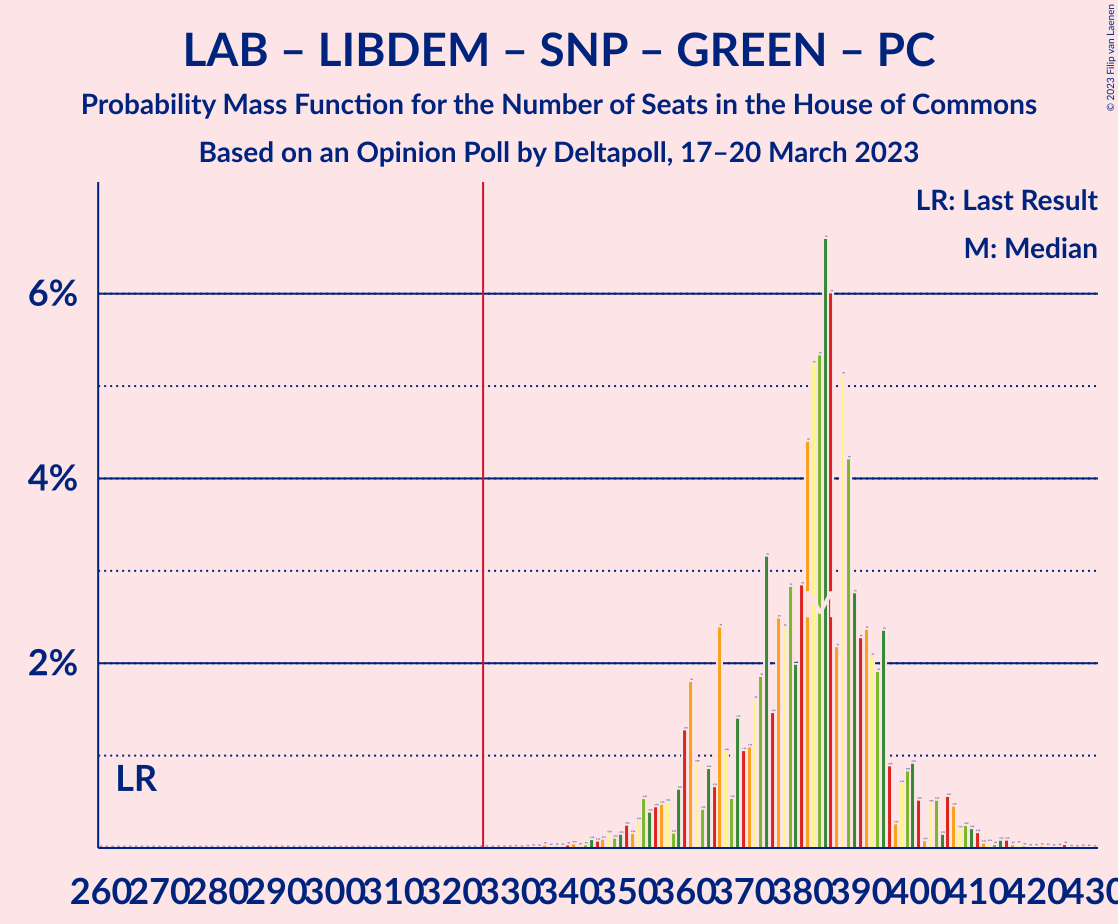 LAB – LIBDEM – SNP – GREEN – PC
Probability Mass Function for the Number of Seats in the House of Commons
Based on an Opinion Poll by Deltapoll, 17–20 March 2023
© 2023 Filip van Laenen
LR: Last Result
M: Median
6%
4%
2%
LR
260 270 280 290 300 310 320 330 340 350 360 370 380 390 400 410 420 430